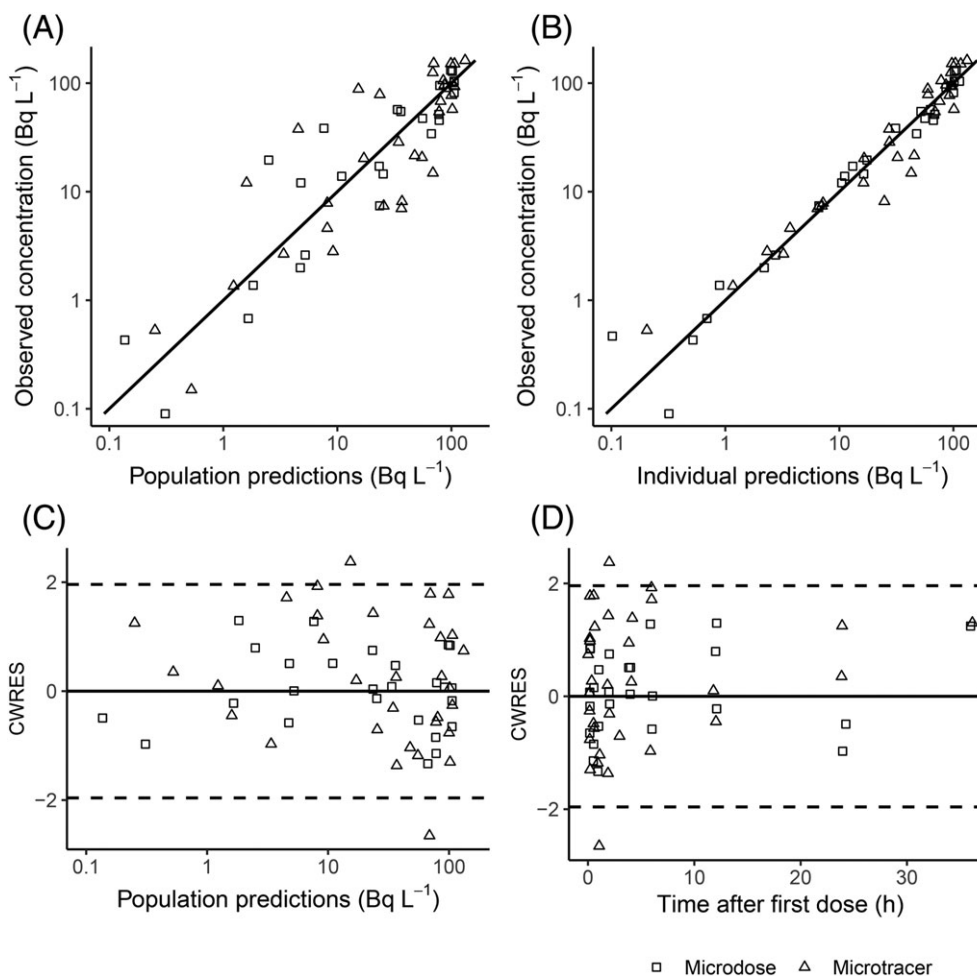 (A)
Observed concentration (Bq L⁻¹)
100
10
1
0.1
0.1 1 10 100
Population predictions (Bq L⁻¹)
(B)
Observed concentration (Bq L⁻¹)
100
10
1
0.1
0.1 1 10 100
Individual predictions (Bq L⁻¹)
(C)
CWRES
2
0
−2
0.1 1 10 100
Population predictions (Bq L⁻¹)
(D)
CWRES
2
0
−2
0 10 20 30
Time after first dose (h)
Microdose Microtracer